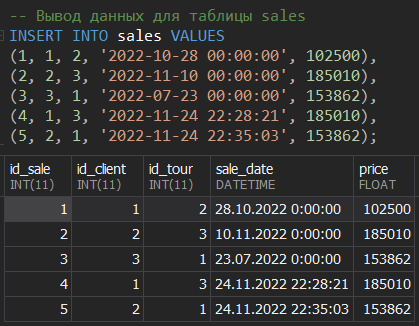 -- Вывод данных для таблицы sales
INSERT INTO sales VALUES
(1, 1, 2, '2022-10-28 00:00:00', 102500),
(2, 2, 3, '2022-11-10 00:00:00', 185010),
(3, 3, 1, '2022-07-23 00:00:00', 153862),
(4, 1, 3, '2022-11-24 22:28:21', 185010),
(5, 2, 1, '2022-11-24 22:35:03', 153862);
id_sale id_client id_tour sale_date price
INT(11) INT(11) INT(11) DATETIME FLOAT
1 1 2 28.10.2022 0:00:00 102500
2 2 3 10.11.2022 0:00:00 185010
3 3 1 23.07.2022 0:00:00 153862
4 1 3 24.11.2022 22:28:21 185010
5 2 1 24.11.2022 22:35:03 153862